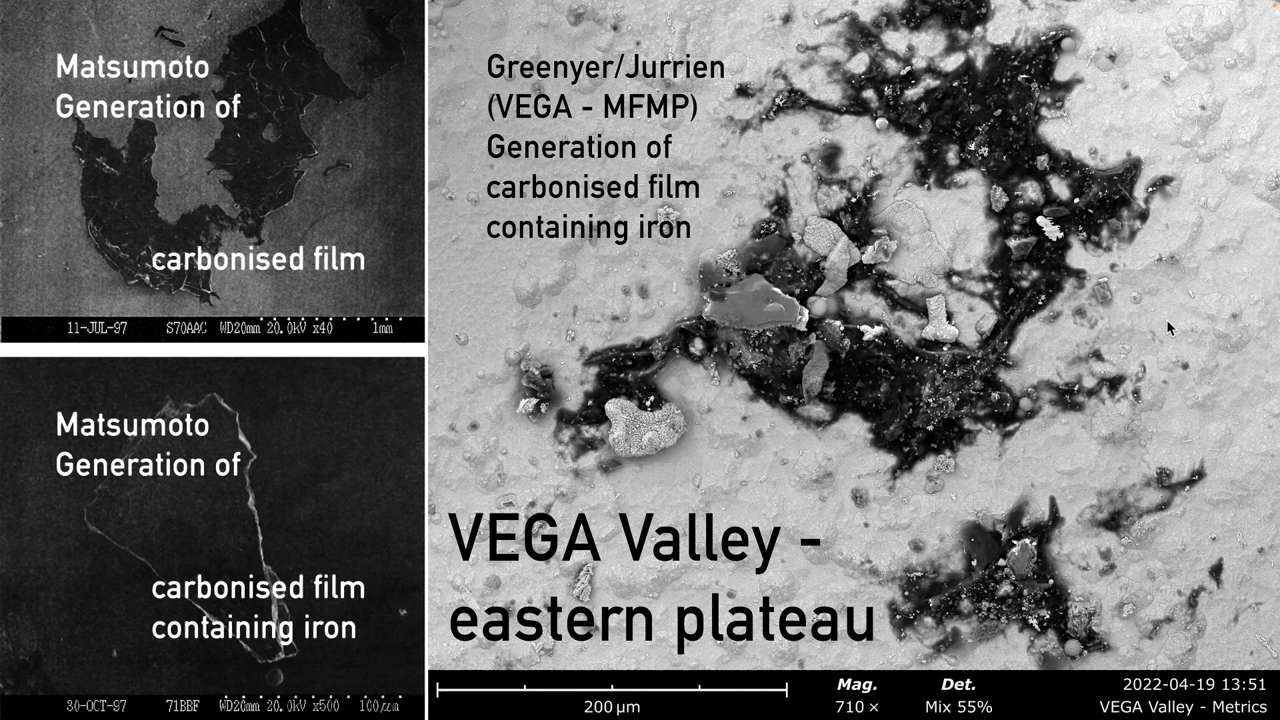 Matsumoto
Generation of
carbonised film
11-JUL-97 S70AAC WD20mm 20.0kV x40 1mm
Matsumoto
Generation of
carbonised film
containing iron
30-OCT-97 71BBF WD20mm 20.0kV x500 100µm
Greenyer/Jurrien
(VEGA - MFMP)
Generation of
carbonised film
containing iron
VEGA Valley -
eastern plateau
200 µm
Mag.
710 ×
Det.
Mix 55%
2022-04-19 13:51
VEGA Valley - Metrics